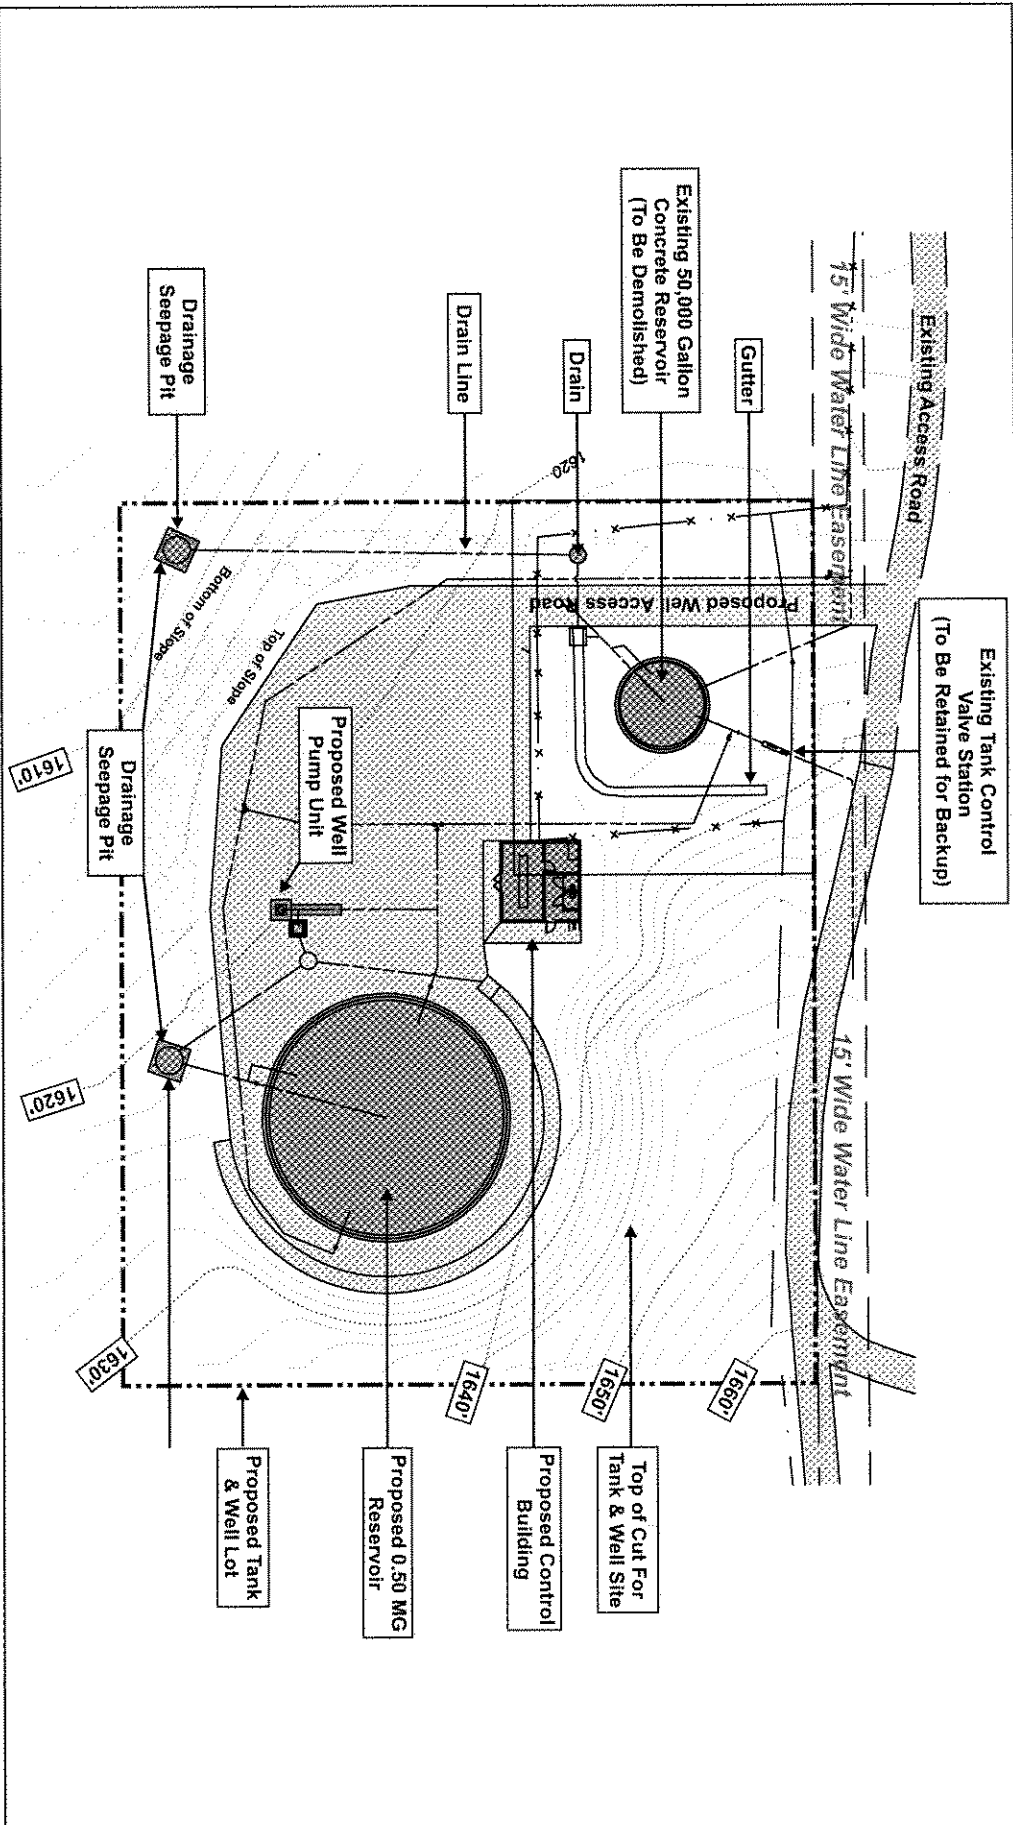 Existing Tank Control
Valve Station
(To Be Retained for Backup)
Existing Access Road
15' Wide Water Line Easement
15' Wide Water Line Easement
Gutter
Existing 50,000 Gallon
Concrete Reservoir
(To Be Demolished)
Drain
Drain Line
Drainage
Seepage Pit
1620
Proposed Well Access Road
Top of Slope
Bottom of Slope
Proposed Well
Pump Unit
Drainage
Seepage Pit
1610'
1620'
1630'
1640'
1650'
1660'
Top of Cut For
Tank & Well Site
Proposed Control
Building
Proposed 0.50 MG
Reservoir
Proposed Tank
& Well Lot